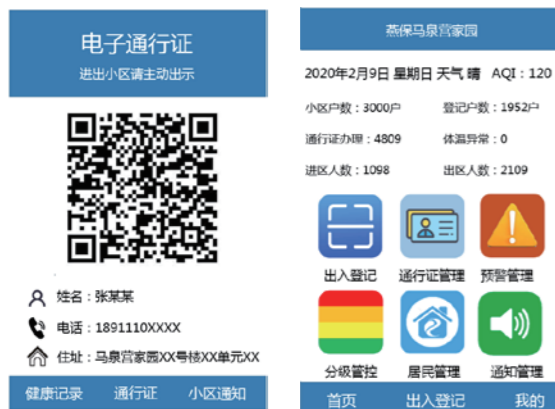 电子通行证
进出小区请主动出示
姓名：张某某
电话：1891110XXXX
住址：马泉营家园XX号楼XX单元XX
健康记录 通行证 小区通知
燕保马泉营家园
2020年2月9日 星期日 天气 晴 AQI：120
小区户数：3000户 登记户数：1952户
通行证办理：4809 体温异常：0
进区人数：1098 出区人数：2109
出入登记 通行证管理 预警管理
分级管控 居民管理 通知管理
首页 出入登记 我的